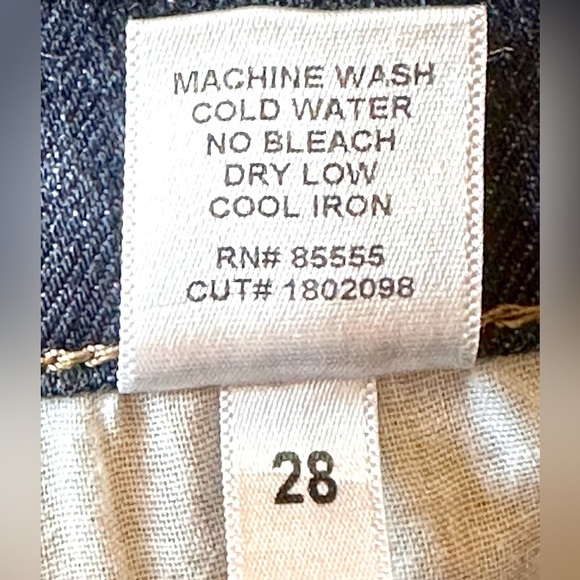 MACHINE WASH
COLD WATER
NO BLEACH
DRY LOW
COOL IRON
RN# 85555
CUT# 1802098
28